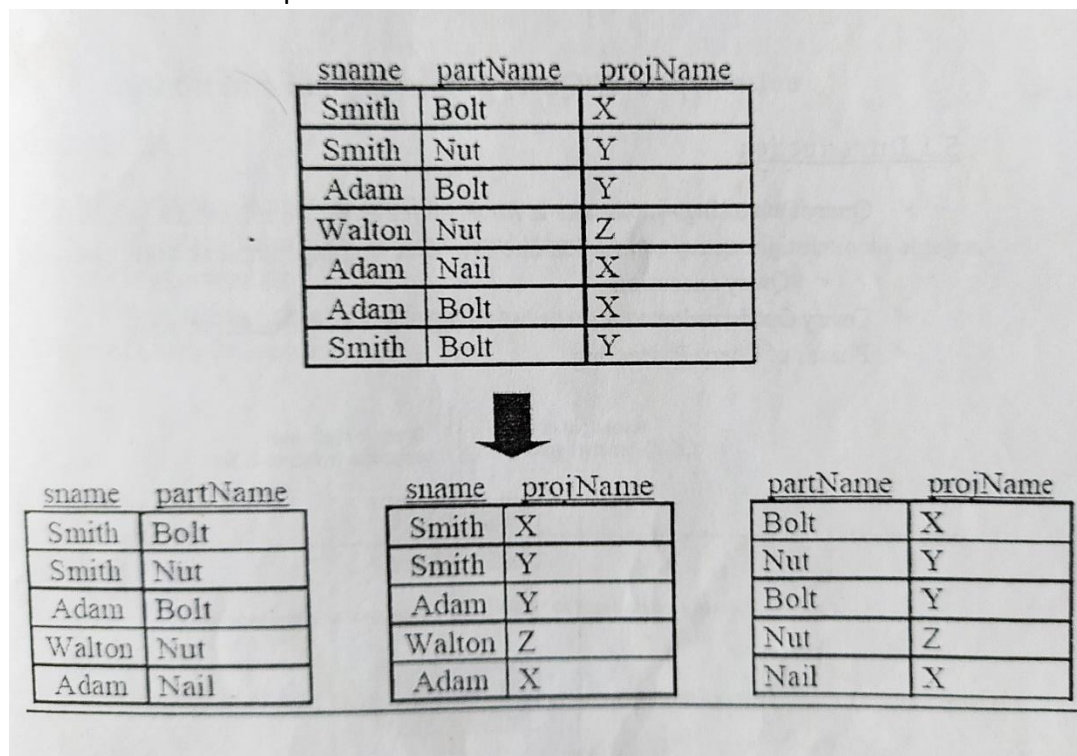 sname partName projName
Smith Bolt X
Smith Nut Y
Adam Bolt Y
Walton Nut Z
Adam Nail X
Adam Bolt X
Smith Bolt Y
sname partName
Smith Bolt
Smith Nut
Adam Bolt
Walton Nut
Adam Nail
sname projName
Smith X
Smith Y
Adam Y
Walton Z
Adam X
partName projName
Bolt X
Nut Y
Bolt Y
Nut Z
Nail X